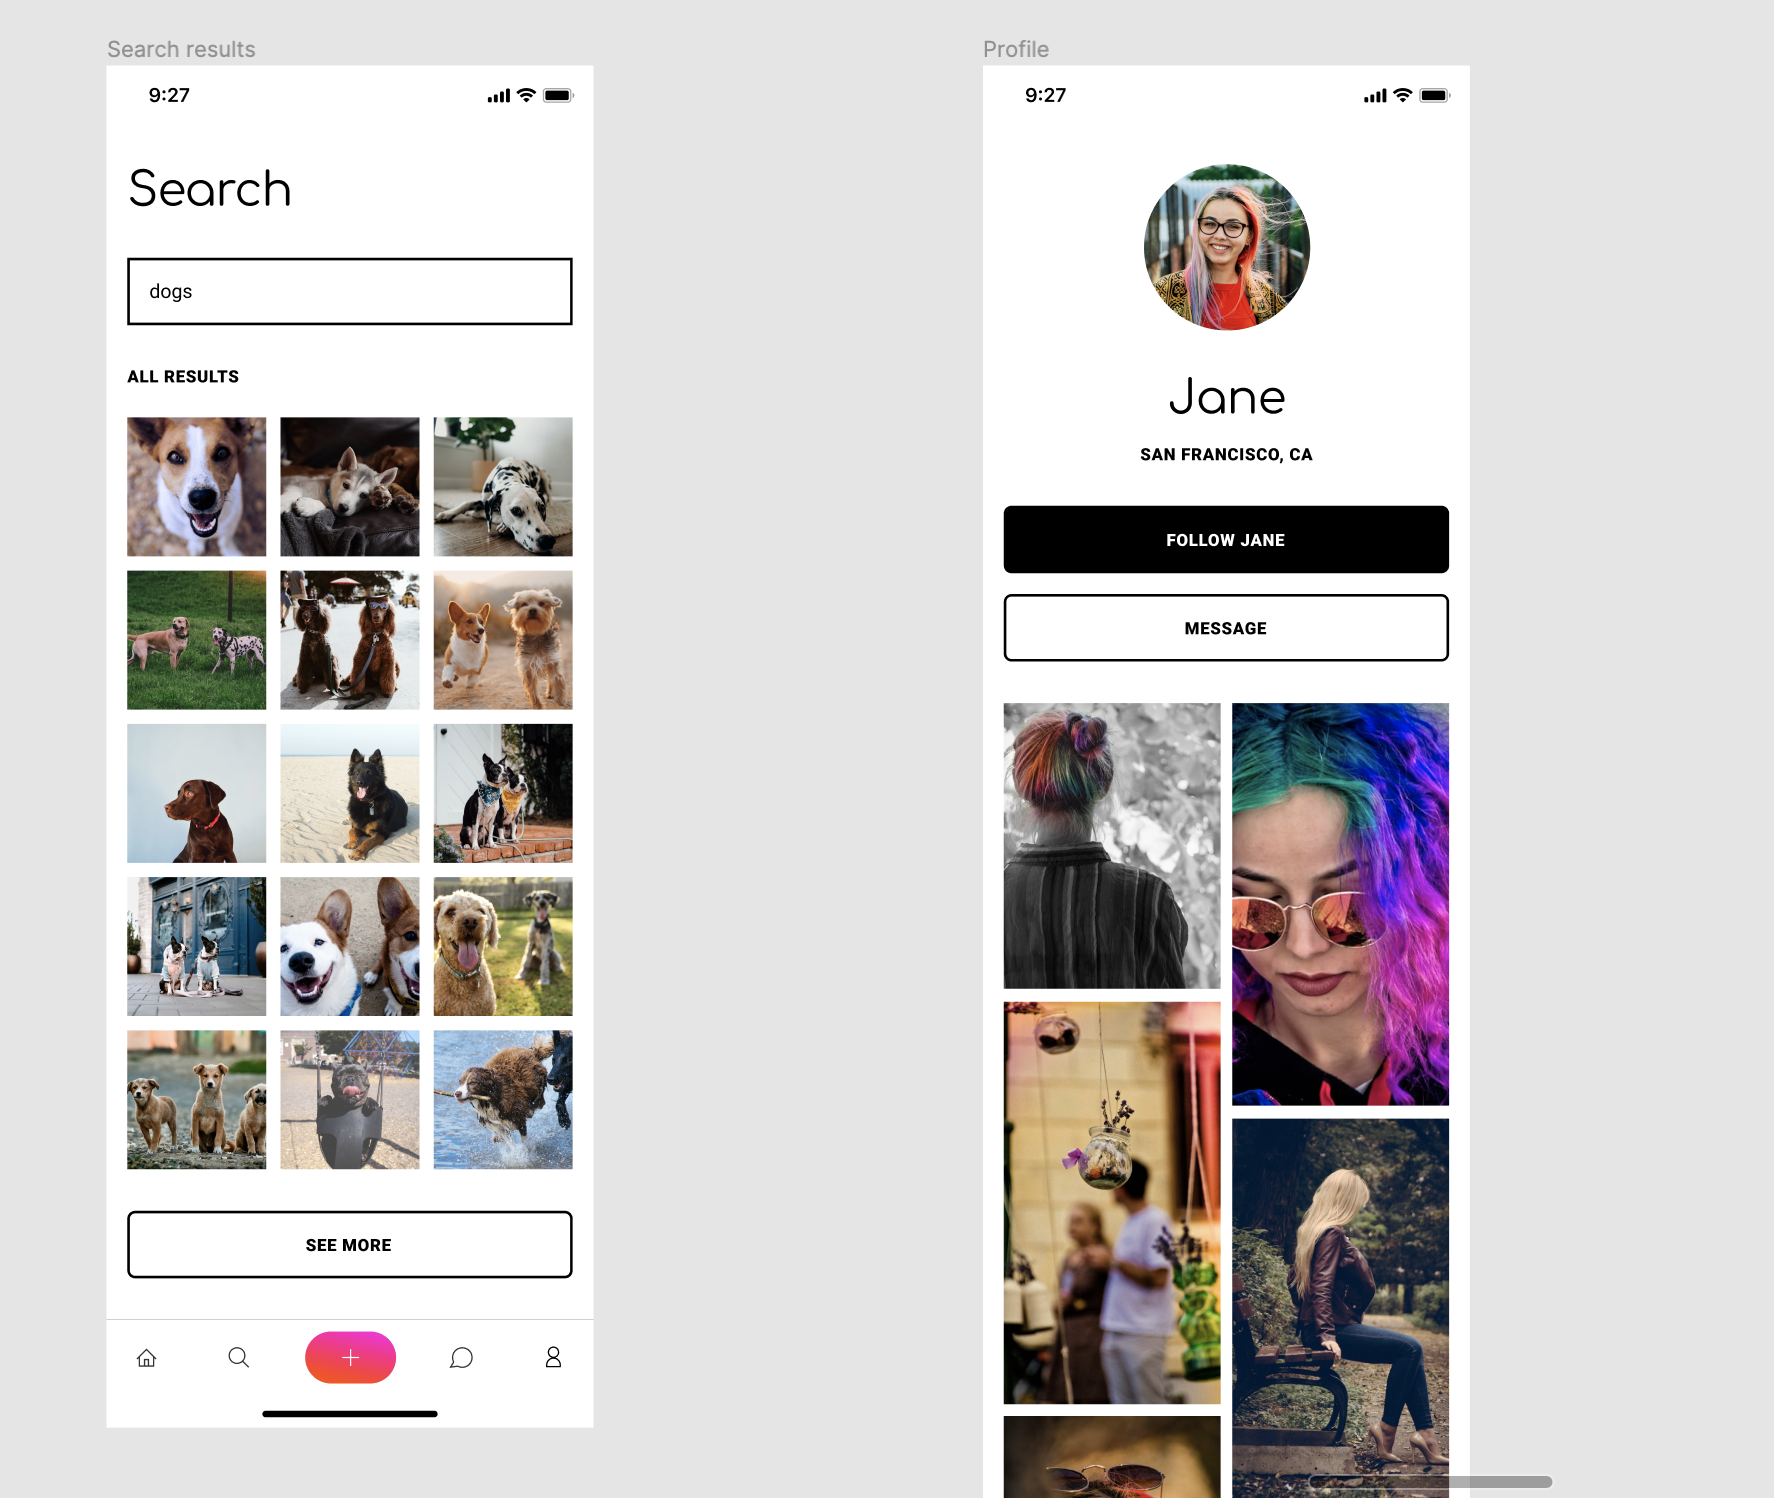 Search results
9:27
Search
dogs
ALL RESULTS
SEE MORE
Profile
9:27
Jane
SAN FRANCISCO, CA
FOLLOW JANE
MESSAGE